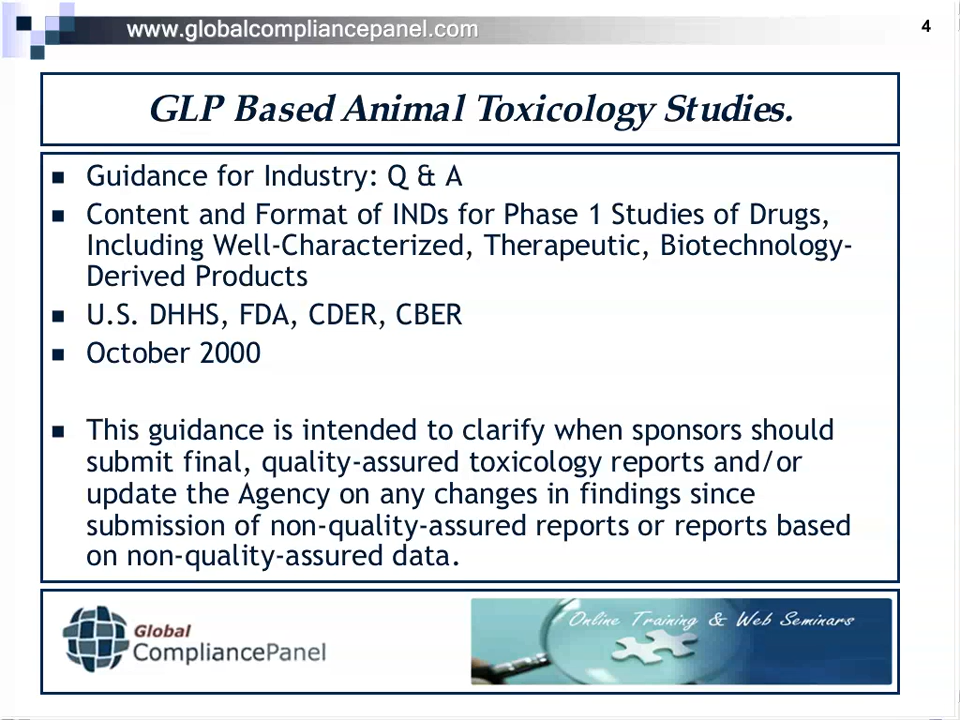 www.globalcompliancepanel.com
4
GLP Based Animal Toxicology Studies.
Guidance for Industry: Q & A
Content and Format of INDs for Phase 1 Studies of Drugs,
Including Well-Characterized, Therapeutic, Biotechnology-
Derived Products
U.S. DHHS, FDA, CDER, CBER
October 2000
This guidance is intended to clarify when sponsors should
submit final, quality-assured toxicology reports and/or
update the Agency on any changes in findings since
submission of non-quality-assured reports or reports based
on non-quality-assured data.
Global
CompliancePanel
Online Training & Web Seminars